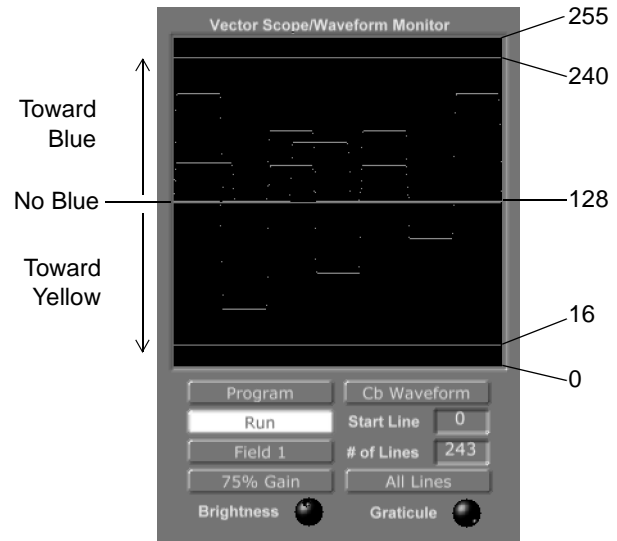 Vector Scope/Waveform Monitor
255
240
Toward
Blue
No Blue
128
Toward
Yellow
16
0
Program
Cb Waveform
Run
Start Line
0
Field 1
# of Lines
243
75% Gain
All Lines
Brightness
Graticule